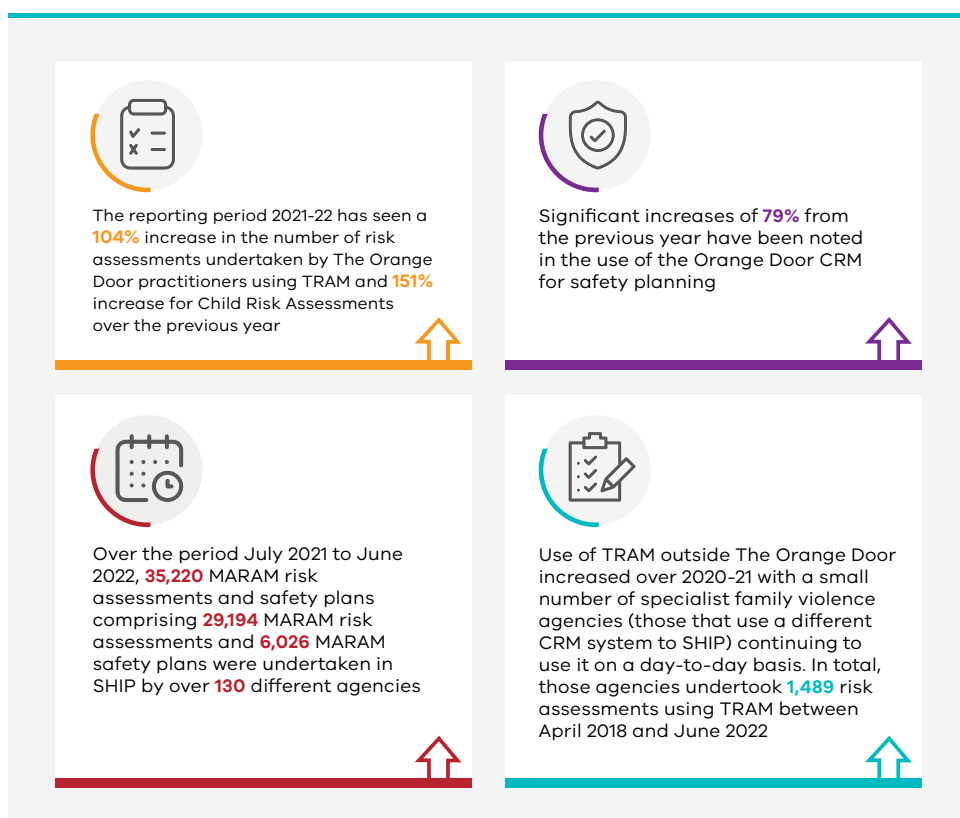 The reporting period 2021-22 has seen a
104% increase in the number of risk
assessments undertaken by The Orange
Door practitioners using TRAM and 151%
increase for Child Risk Assessments
over the previous year
Significant increases of 79% from
the previous year have been noted
in the use of the Orange Door CRM
for safety planning
Over the period July 2021 to June
2022, 35,220 MARAM risk
assessments and safety plans
comprising 29,194 MARAM risk
assessments and 6,026 MARAM
safety plans were undertaken in
SHIP by over 130 different agencies
Use of TRAM outside The Orange Door
increased over 2020-21 with a small
number of specialist family violence
agencies (those that use a different
CRM system to SHIP) continuing to
use it on a day-to-day basis. In total,
those agencies undertook 1,489 risk
assessments using TRAM between
April 2018 and June 2022